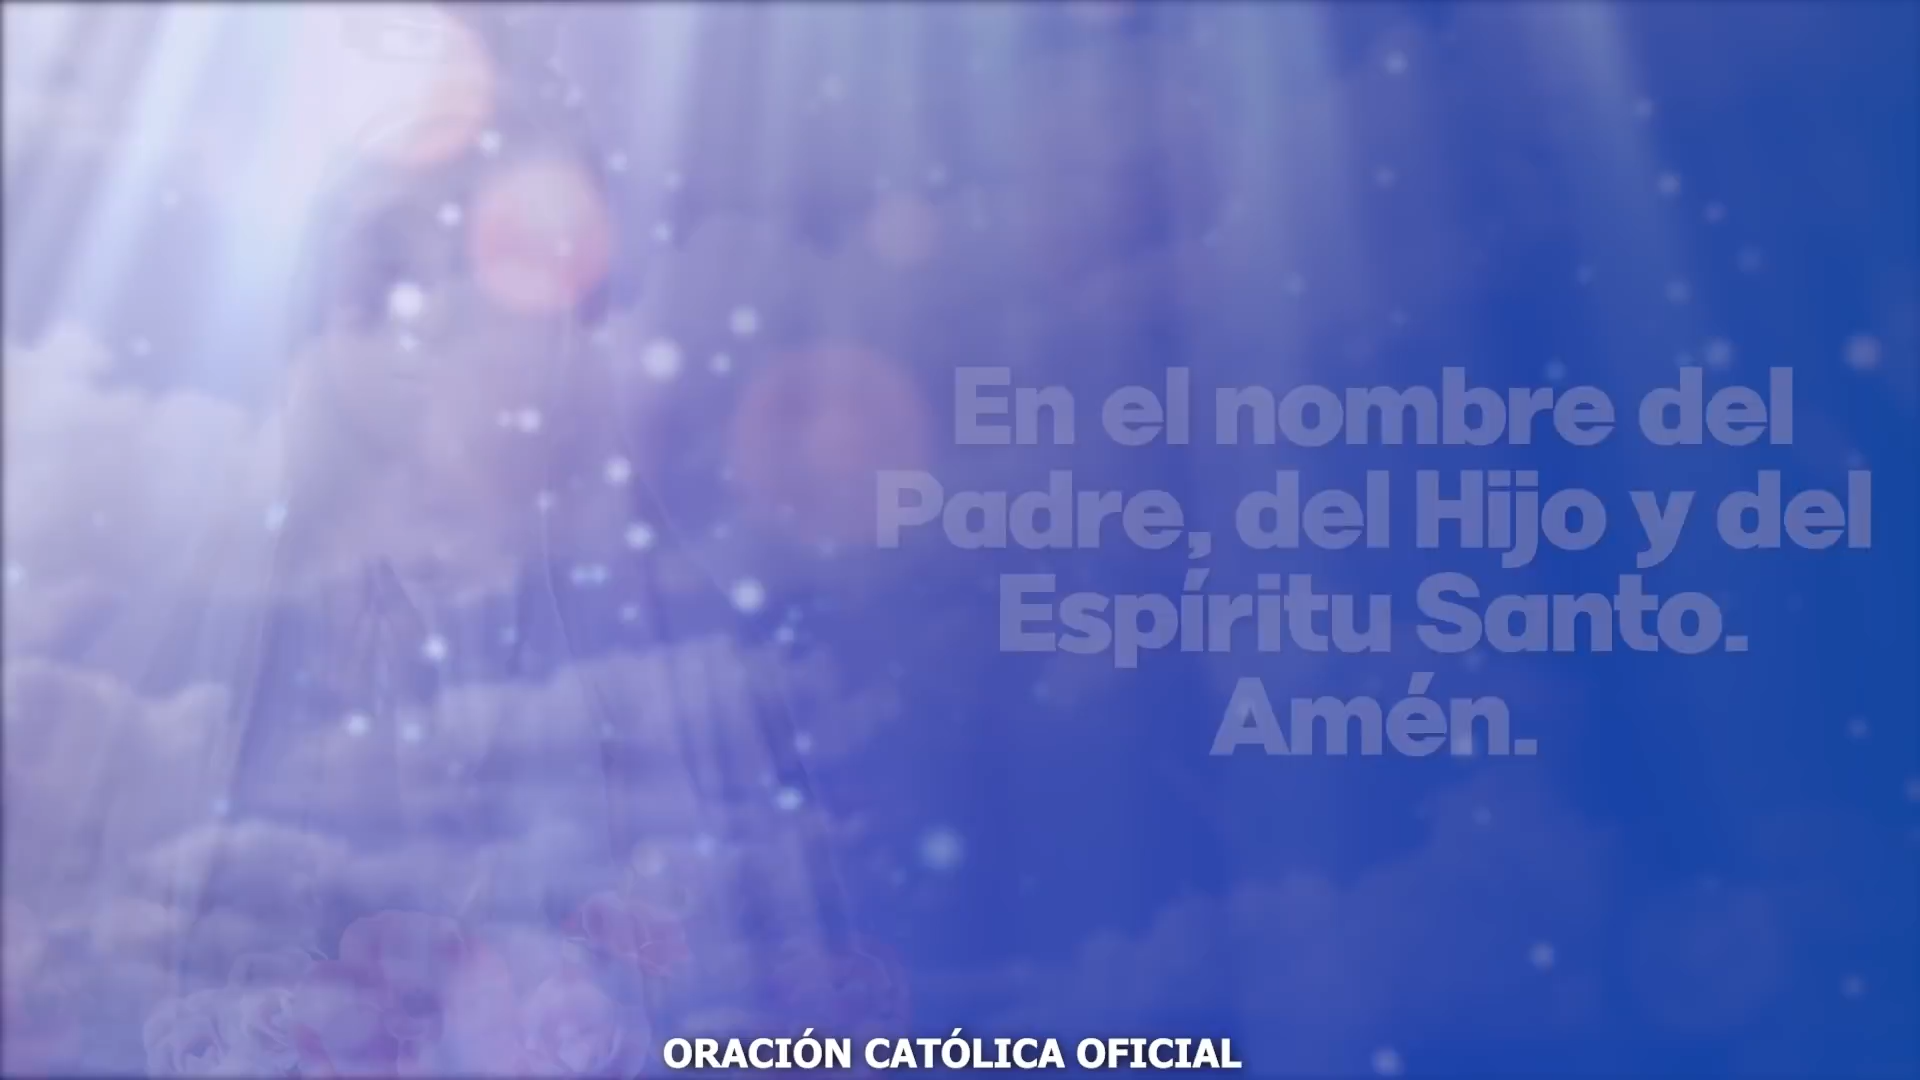 En el nombre del
Padre, del Hijo y del
Espíritu Santo.
Amén.
ORACIÓN CATÓLICA OFICIAL